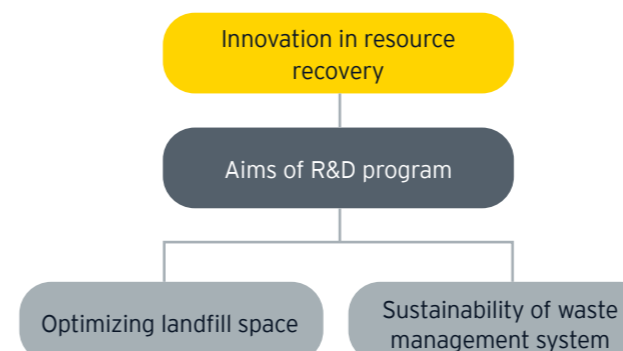 Innovation in resource
recovery
Aims of R&D program
Optimizing landfill space
Sustainability of waste
management system